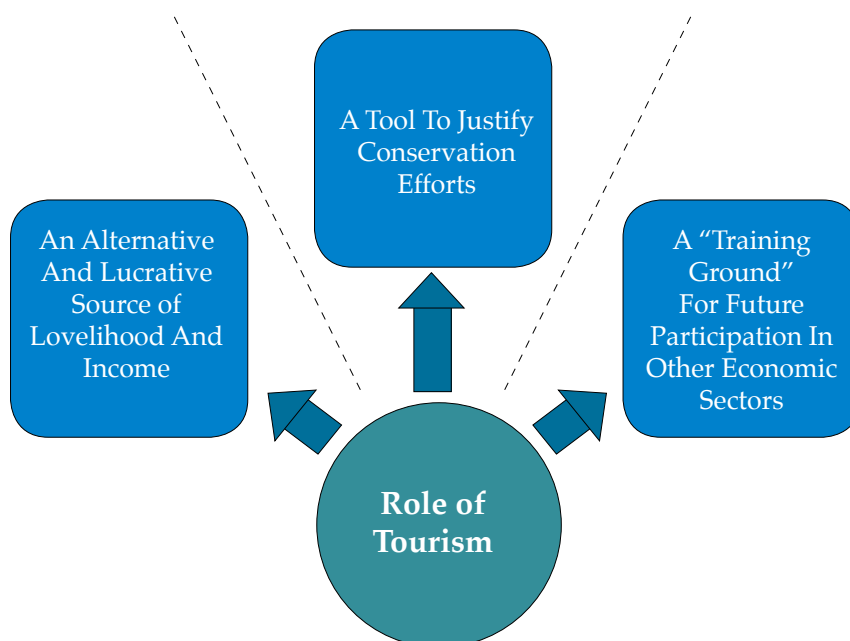 A Tool To Justify
Conservation
Efforts
An Alternative
And Lucrative
Source of
Lovelihood And
Income
A “Training
Ground”
For Future
Participation In
Other Economic
Sectors
Role of
Tourism